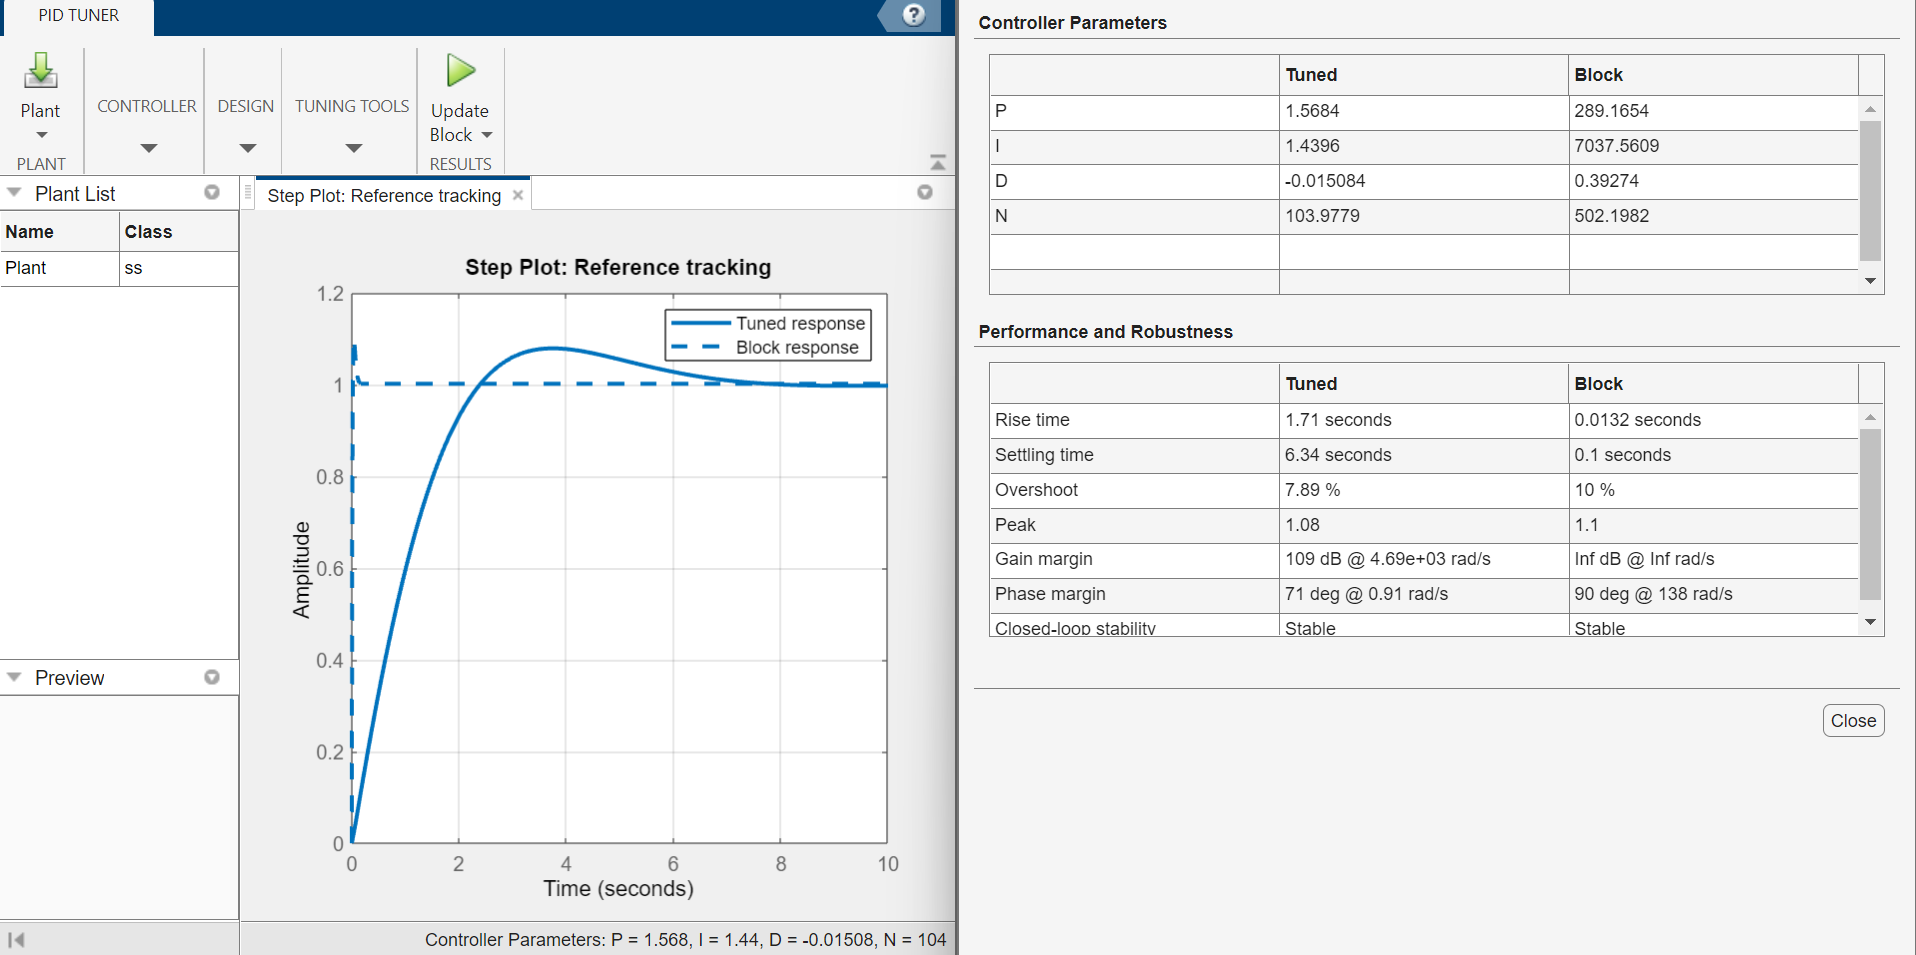 PID TUNER
?
Plant
PLANT
CONTROLLER
DESIGN
TUNING TOOLS
Update
Block
RESULTS
Plant List
Name Class
Plant ss
Preview
Step Plot: Reference tracking ×
Step Plot: Reference tracking
Tuned response
Block response
1.2
1
0.8
0.6
0.4
0.2
0
Amplitude
0 2 4 6 8 10
Time (seconds)
Controller Parameters: P = 1.568, I = 1.44, D = -0.01508, N = 104
Controller Parameters
Tuned Block
P 1.5684 289.1654
I 1.4396 7037.5609
D -0.015084 0.39274
N 103.9779 502.1982
Performance and Robustness
Tuned Block
Rise time 1.71 seconds 0.0132 seconds
Settling time 6.34 seconds 0.1 seconds
Overshoot 7.89 % 10 %
Peak 1.08 1.1
Gain margin 109 dB @ 4.69e+03 rad/s Inf dB @ Inf rad/s
Phase margin 71 deg @ 0.91 rad/s 90 deg @ 138 rad/s
Closed-loop stability Stable Stable
Close